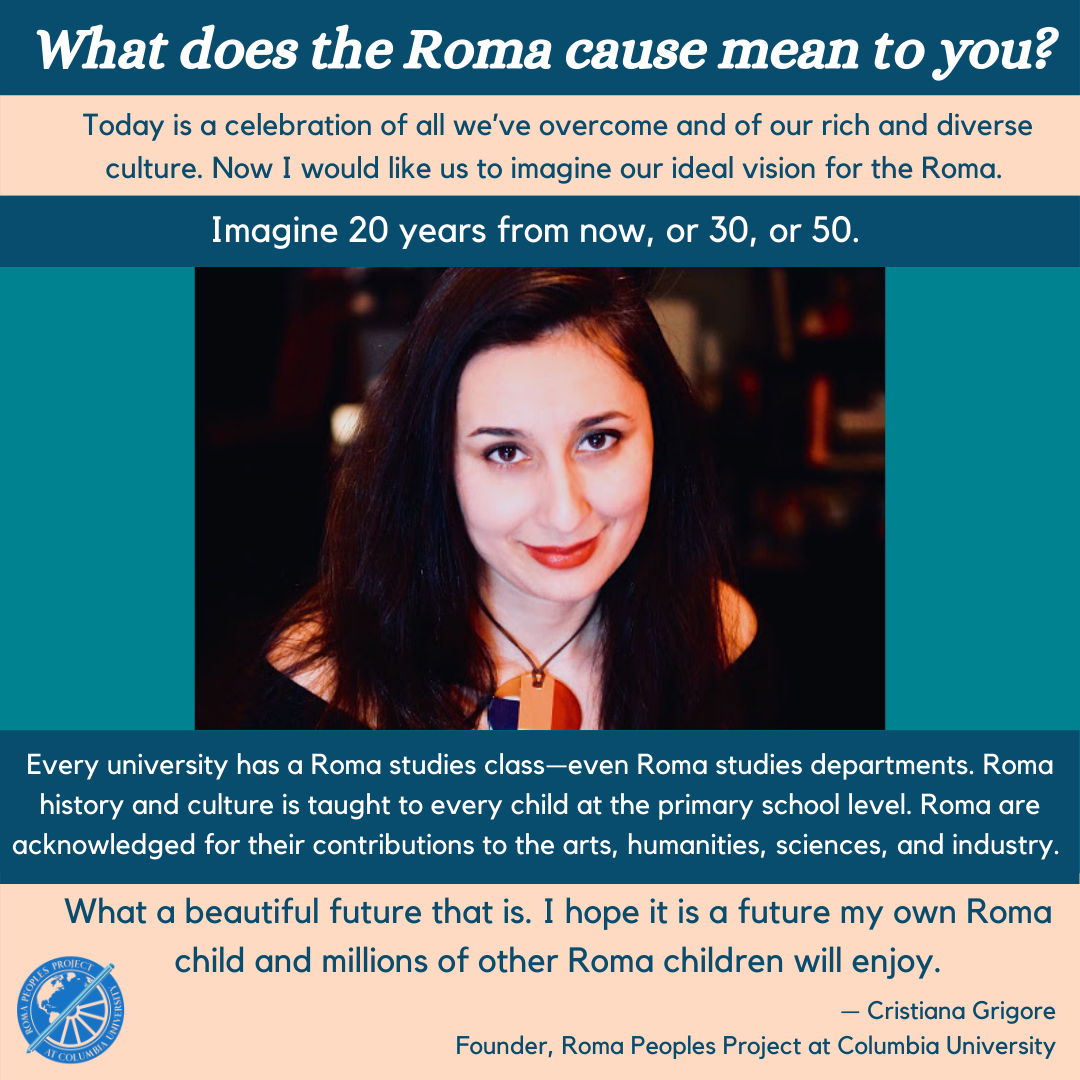 What does the Roma cause mean to you?
Today is a celebration of all we’ve overcome and of our rich and diverse
culture. Now I would like us to imagine our ideal vision for the Roma.
Imagine 20 years from now, or 30, or 50.
Every university has a Roma studies class—even Roma studies departments. Roma
history and culture is taught to every child at the primary school level. Roma are
acknowledged for their contributions to the arts, humanities, sciences, and industry.
What a beautiful future that is. I hope it is a future my own Roma
child and millions of other Roma children will enjoy.
— Cristiana Grigore
Founder, Roma Peoples Project at Columbia University
ROMA PEOPLES PROJECT
AT COLUMBIA UNIVERSITY